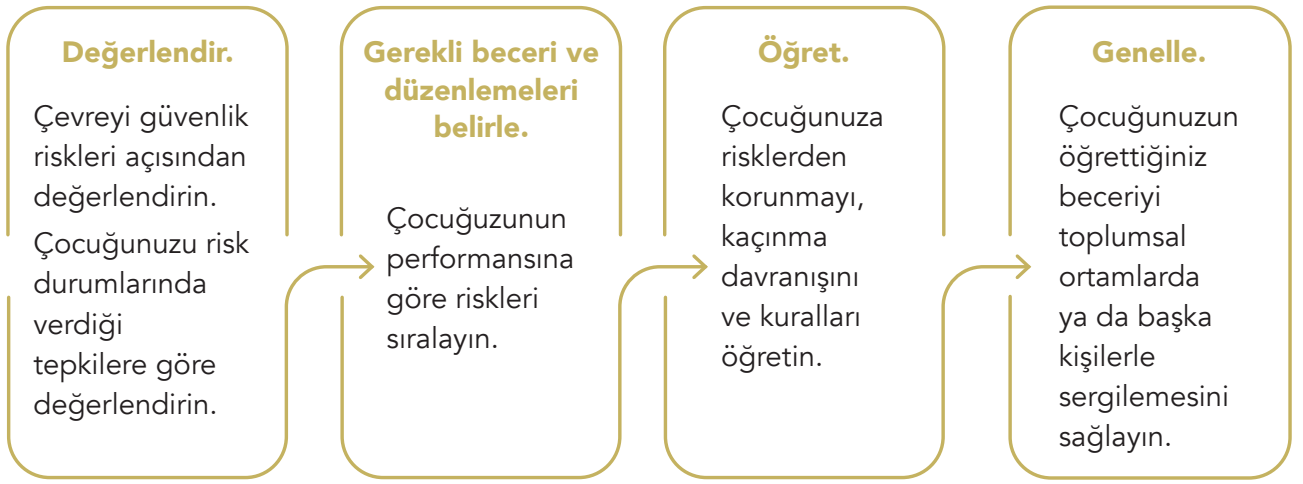 Değerlendir.
Çevreyi güvenlik
riskleri açısından
değerlendirin.
Çocuğunuzu risk
durumlarında
verdiği
tepkilere göre
değerlendirin.
Gerekli beceri ve
düzenlemeleri
belirle.
Çocuğuzunun
performansına
göre riskleri
sıralayın.
Öğret.
Çocuğunuza
risklerden
korunmayı,
kaçınma
davranışını
ve kuralları
öğretin.
Genelle.
Çocuğunuzun
öğrettiğiniz
beceriyi
toplumsal
ortamlarda
ya da başka
kişilerle
sergilemesini
sağlayın.